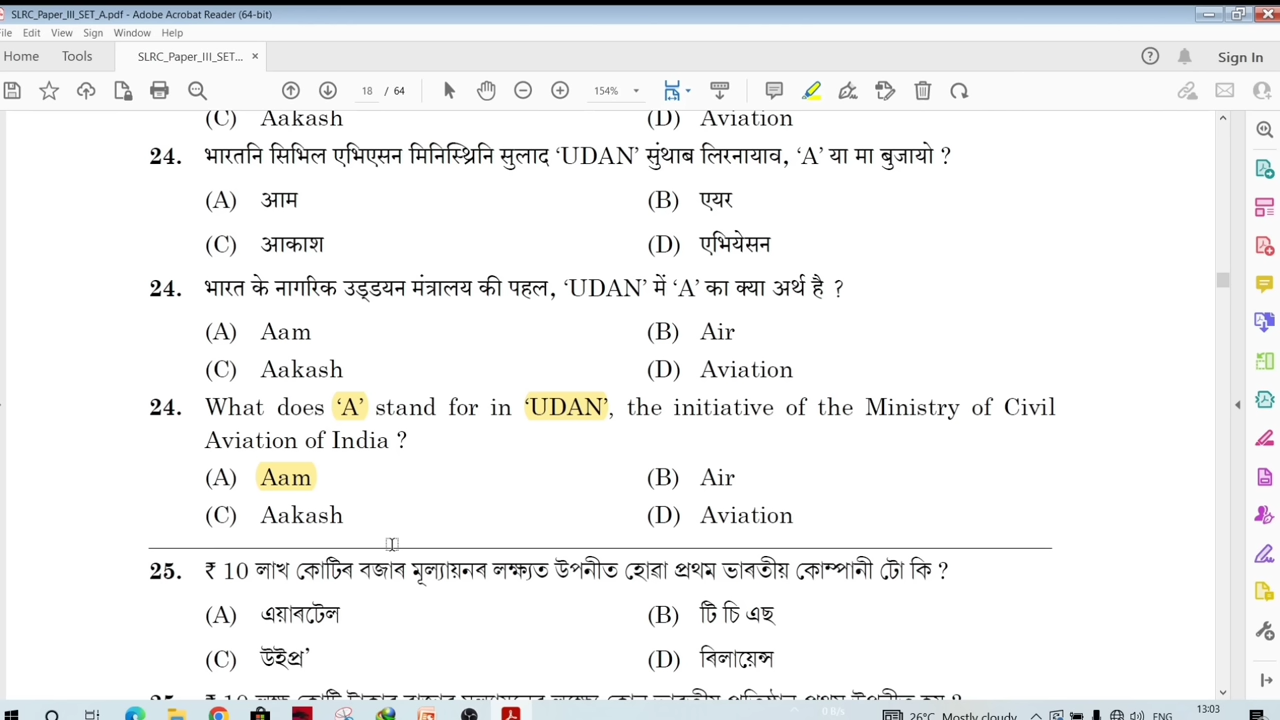 SLRC_Paper_III_SET_A.pdf - Adobe Acrobat Reader (64-bit)
File Edit View Sign Window Help
Home Tools SLRC_Paper_III_SET... × Sign In
18 / 64 154%
(C) Aakash (D) Aviation
24. भारतनि सिभिल एभिएसन मिनिस्थ्रिनि सुलाद ‘UDAN’ सुंथाब लिरनायाव, ‘A’ या मा बुजायो ?
(A) आम (B) एयर
(C) आकाश (D) एभियेसन
24. भारत के नागरिक उड्डयन मंत्रालय की पहल, ‘UDAN’ में ‘A’ का क्या अर्थ है ?
(A) Aam (B) Air
(C) Aakash (D) Aviation
24. What does ‘A’ stand for in ‘UDAN’, the initiative of the Ministry of Civil
Aviation of India ?
(A) Aam (B) Air
(C) Aakash (D) Aviation
25. ₹ 10 লাখ কোটিৰ বজাৰ মূল্যায়নৰ লক্ষ্যত উপনীত হোৱা প্ৰথম ভাৰতীয় কোম্পানী টো কি ?
(A) এয়াৰটেল (B) টি চি এছ
(C) উইপ্ৰ’ (D) ৰিলায়েন্স
26°C Mostly cloudy 13:03